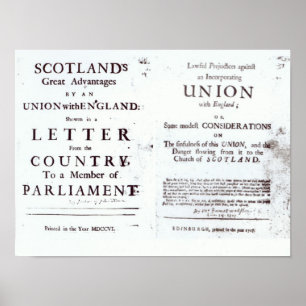 SCOTLAND'S
Great Advantages
BY AN
UNION with ENGLAND:
Shown in a
LETTER
From the
COUNTRY,
To a Member of
PARLIAMENT
Printed in the Year MDCCVI.
Lawful Prejudices against
an Incorporating
UNION
with England;
OR,
Some modest CONSIDERATIONS
ON
The sinfulness of this UNION, and the
Danger flowing from it to the
Church of SCOTLAND.
EDINBURGH, printed in the year 1707.